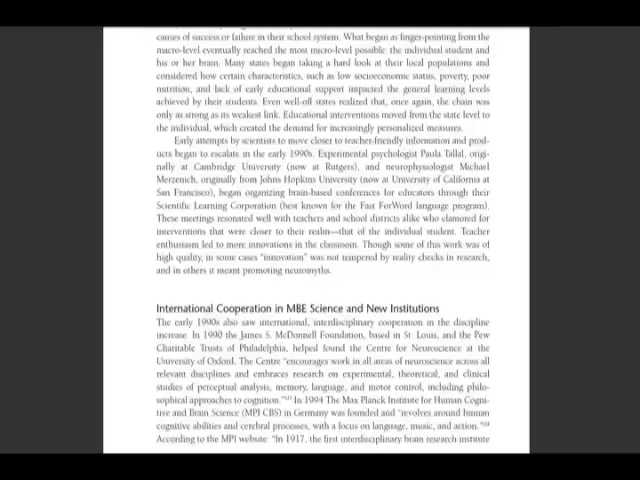 causes of success or failure in their school system. What began as finger-pointing from the
macro-level eventually reached the most micro-level possible: the individual student and
his or her brain. Many states began taking a hard look at their local populations and
considered how certain characteristics, such as low socioeconomic status, poverty, poor
nutrition, and lack of early educational support impacted the general learning levels
achieved by their students. Even well-off states realized that, once again, the chain was
only as strong as its weakest link. Educational interventions moved from the state level to
the individual, which created the demand for increasingly personalized measures.
Early attempts by scientists to move closer to teacher-friendly information and prod-
ucts began to escalate in the early 1990s. Experimental psychologist Paula Tallal, origi-
nally at Cambridge University (now at Rutgers), and neurophysiologist Michael
Merzenich, originally from Johns Hopkins University (now at University of California at
San Francisco), began organizing brain-based conferences for educators through their
Scientific Learning Corporation (best known for the Fast ForWord language program).
These meetings resonated well with teachers and school districts alike who clamored for
interventions that were closer to their realm—that of the individual student. Teacher
enthusiasm led to more innovations in the classroom. Though some of this work was of
high quality, in some cases "innovation" was not tempered by reality checks in research,
and in others it meant promoting neuromyths.
International Cooperation in MBE Science and New Institutions
The early 1990s also saw international, interdisciplinary cooperation in the discipline
increase. In 1990 the James S. McDonnell Foundation, based in St. Louis, and the Pew
Charitable Trusts of Philadelphia, helped found the Centre for Neuroscience at the
University of Oxford. The Centre "encourages work in all areas of neuroscience across all
relevant disciplines and embraces research on experimental, theoretical, and clinical
studies of perceptual analysis, memory, language, and motor control, including philo-
sophical approaches to cognition." In 1994 The Max Planck Institute for Human Cogni-
tive and Brain Science (MPI CBS) in Germany was founded and "revolves around human
cognitive abilities and cerebral processes, with a focus on language, music, and action."
According to the MPI website: "In 1917, the first interdisciplinary brain research institute